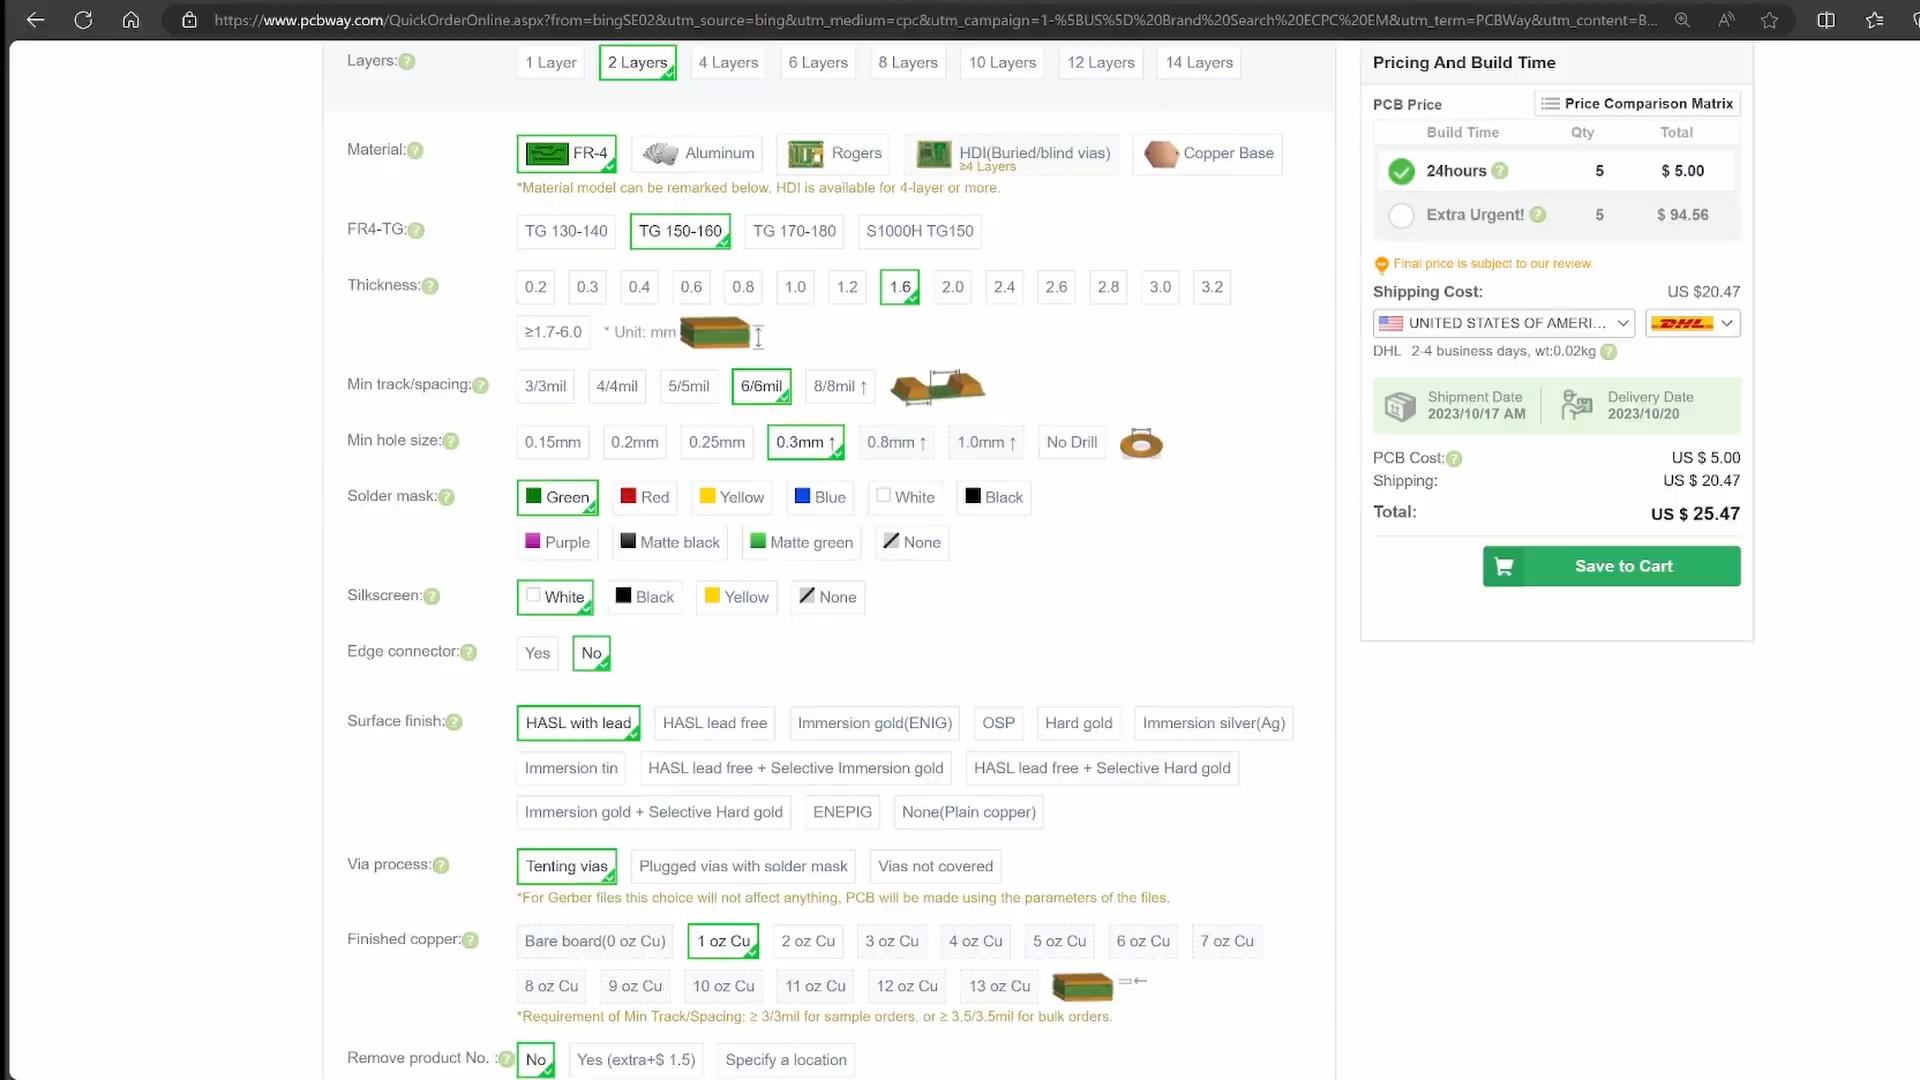 https://www.pcbway.com/QuickOrderOnline.aspx?from=bingSE02&utm_source=bing&utm_medium=cpc&utm_campaign=1-%5BUS%5D%20Brand%20Search%20ECPC%20EM&utm_term=PCBWay&utm_content=B...
Layers:
1 Layer 2 Layers 4 Layers 6 Layers 8 Layers 10 Layers 12 Layers 14 Layers
Material:
FR-4 Aluminum Rogers HDI(Buried/blind vias) Copper Base
≥4 Layers
*Material model can be remarked below. HDI is available for 4-layer or more.
FR4-TG:
TG 130-140 TG 150-160 TG 170-180 S1000H TG150
Thickness:
0.2 0.3 0.4 0.6 0.8 1.0 1.2 1.6 2.0 2.4 2.6 2.8 3.0 3.2
≥1.7-6.0 * Unit: mm
Min track/spacing:
3/3mil 4/4mil 5/5mil 6/6mil 8/8mil ↑
Min hole size:
0.15mm 0.2mm 0.25mm 0.3mm ↑ 0.8mm ↑ 1.0mm ↑ No Drill
Solder mask:
Green Red Yellow Blue White Black
Purple Matte black Matte green None
Silkscreen:
White Black Yellow None
Edge connector:
Yes No
Surface finish:
HASL with lead HASL lead free Immersion gold(ENIG) OSP Hard gold Immersion silver(Ag)
Immersion tin HASL lead free + Selective Immersion gold HASL lead free + Selective Hard gold
Immersion gold + Selective Hard gold ENEPIG None(Plain copper)
Via process:
Tenting vias Plugged vias with solder mask Vias not covered
*For Gerber files this choice will not affect anything, PCB will be made using the parameters of the files.
Finished copper:
Bare board(0 oz Cu) 1 oz Cu 2 oz Cu 3 oz Cu 4 oz Cu 5 oz Cu 6 oz Cu 7 oz Cu
8 oz Cu 9 oz Cu 10 oz Cu 11 oz Cu 12 oz Cu 13 oz Cu
*Requirement of Min Track/Spacing: ≥ 3/3mil for sample orders, or ≥ 3.5/3.5mil for bulk orders.
Remove product No. :
No Yes (extra+$ 1.5) Specify a location
Pricing And Build Time
PCB Price Price Comparison Matrix
Build Time Qty Total
24hours 5 $ 5.00
Extra Urgent! 5 $ 94.56
Final price is subject to our review.
Shipping Cost: US $20.47
UNITED STATES OF AMERI... DHL
DHL 2-4 business days, wt:0.02kg
Shipment Date Delivery Date
2023/10/17 AM 2023/10/20
PCB Cost: US $ 5.00
Shipping: US $ 20.47
Total: US $ 25.47
Save to Cart